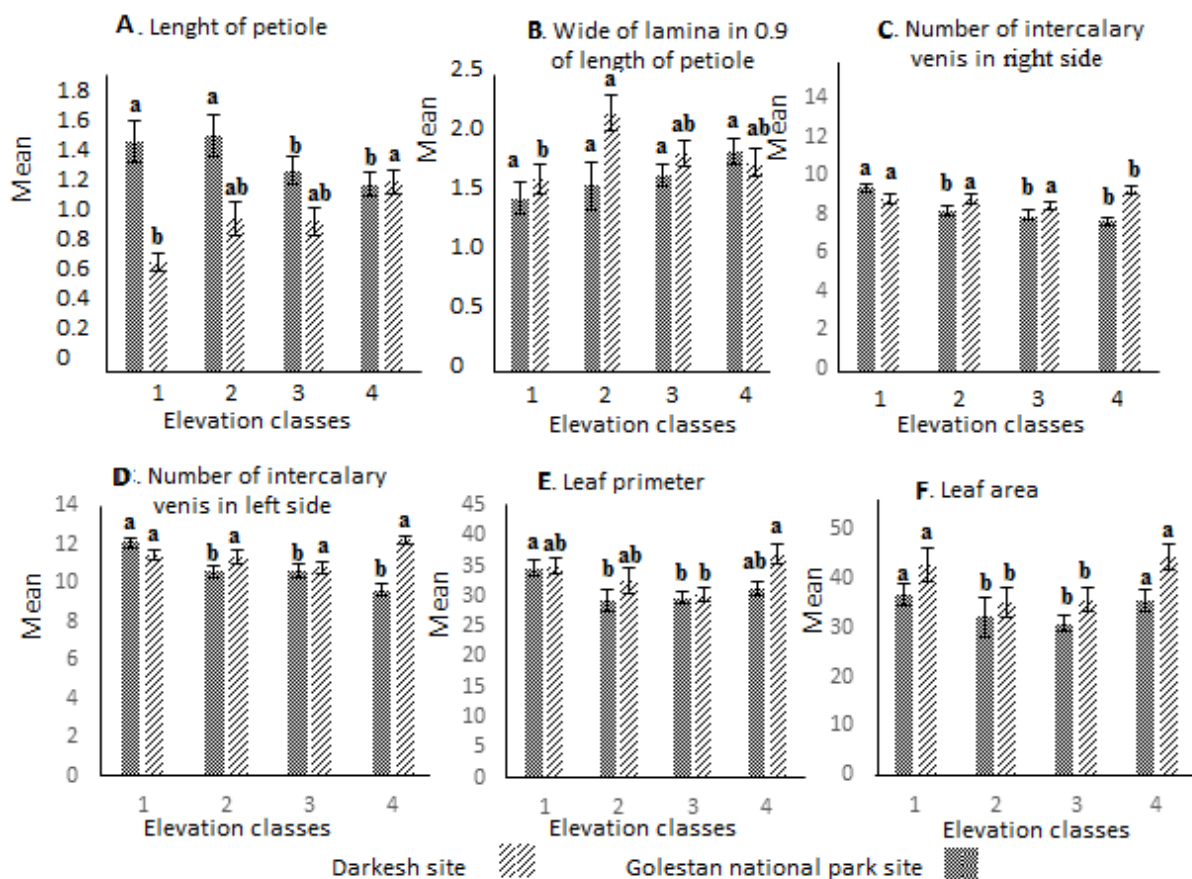 A. Lenght of petiole
1.8
1.6
1.4
1.2
1.0
0.8
0.6
0.4
0.2
0
Mean
a b a ab b ab b a
1 2 3 4
Elevation classes
B. Wide of lamina in 0.9
of length of petiole
2.5
2.0
1.5
1.0
1.5
0
Mean
a b a a a ab a ab
1 2 3 4
Elevation classes
C. Number of intercalary
venis in right side
14
12
10
8
6
4
2
0
Mean
a a b a b a b b
1 2 3 4
Elevation classes
D. Number of intercalary
venis in left side
14
12
10
8
6
4
2
0
Mean
a a b a b a b a
1 2 3 4
Elevation classes
E. Leaf primeter
45
40
35
30
25
20
15
10
5
0
Mean
a ab b ab b b ab a
1 2 3 4
Elevation classes
F. Leaf area
50
40
30
20
10
0
Mean
a a b b b b a a
1 2 3 4
Elevation classes
Darkesh site Golestan national park site